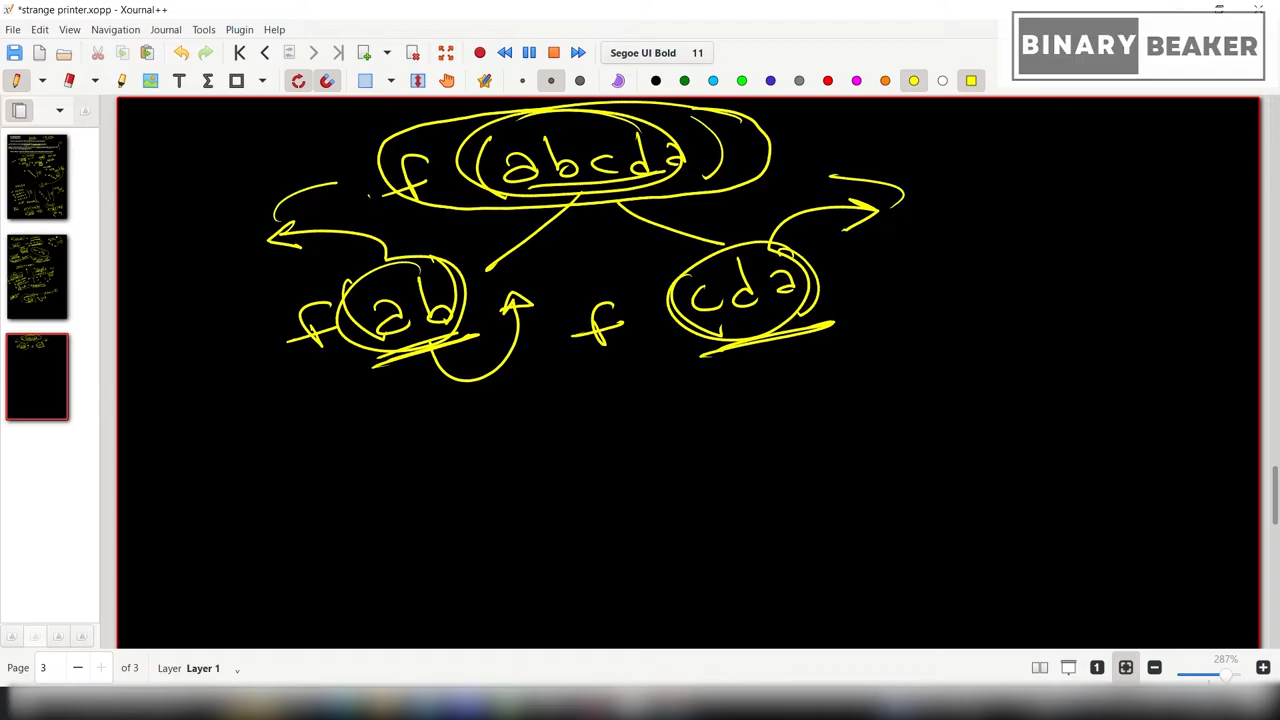 *strange printer.xopp - Xournal++
BINARY BEAKER
File Edit View Navigation Journal Tools Plugin Help
Segoe UI Bold 11
f (abcda)
f(ab) f (cda)
Page 3 of 3 Layer Layer 1 287%